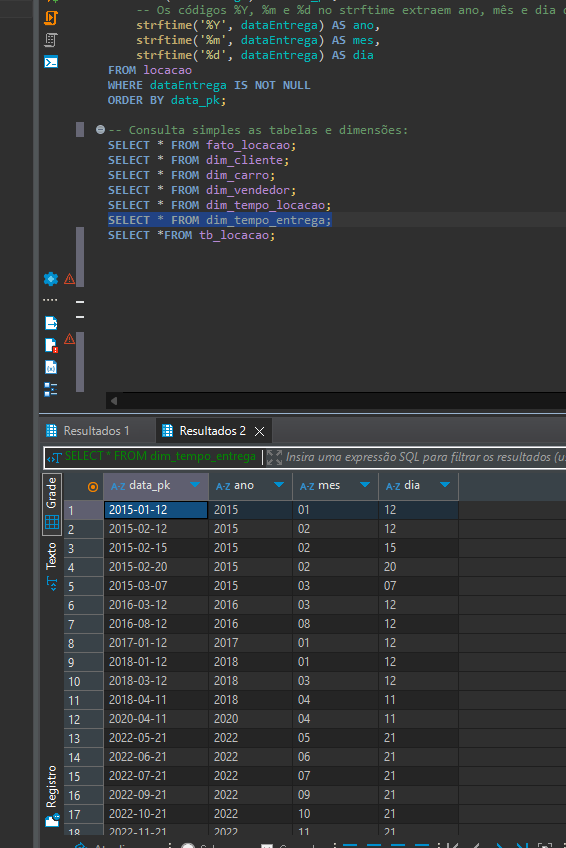 -- Os códigos %Y, %m e %d no strftime extraem ano, mês e dia
strftime('%Y', dataEntrega) AS ano,
strftime('%m', dataEntrega) AS mes,
strftime('%d', dataEntrega) AS dia
FROM locacao
WHERE dataEntrega IS NOT NULL
ORDER BY data_pk;
-- Consulta simples as tabelas e dimensões:
SELECT * FROM fato_locacao;
SELECT * FROM dim_cliente;
SELECT * FROM dim_carro;
SELECT * FROM dim_vendedor;
SELECT * FROM dim_tempo_locacao;
SELECT * FROM dim_tempo_entrega;
SELECT *FROM tb_locacao;
Resultados 1 Resultados 2
SELECT * FROM dim_tempo_entrega Insira uma expressão SQL para filtrar os resultados
Grade
Texto
Registro
A-Z data_pk A-Z ano A-Z mes A-Z dia
1 2015-01-12 2015 01 12
2 2015-02-12 2015 02 12
3 2015-02-15 2015 02 15
4 2015-02-20 2015 02 20
5 2015-03-07 2015 03 07
6 2016-03-12 2016 03 12
7 2016-08-12 2016 08 12
8 2017-01-12 2017 01 12
9 2018-01-12 2018 01 12
10 2018-03-12 2018 03 12
11 2018-04-11 2018 04 11
12 2020-04-11 2020 04 11
13 2022-05-21 2022 05 21
14 2022-06-21 2022 06 21
15 2022-07-21 2022 07 21
16 2022-09-21 2022 09 21
17 2022-10-21 2022 10 21
18 2022-11-21 2022 11 21